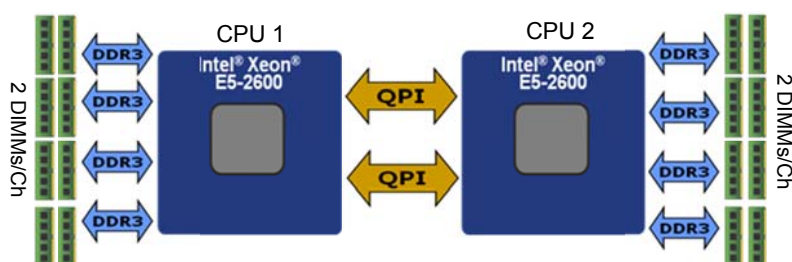 CPU 1
CPU 2
2 DIMMs/Ch
DDR3
DDR3
DDR3
DDR3
Intel® Xeon®
E5-2600
QPI
QPI
Intel® Xeon®
E5-2600
DDR3
DDR3
DDR3
DDR3
2 DIMMs/Ch